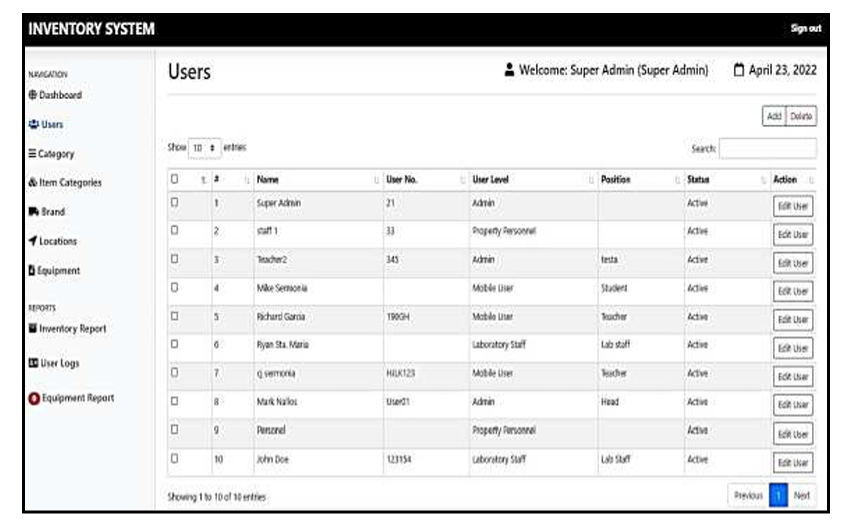 INVENTORY SYSTEM Sign out
NAVIGATION
Dashboard
Users
Category
Item Categories
Brand
Locations
Equipment
REPORTS
Inventory Report
User Logs
Equipment Report
Users Welcome: Super Admin (Super Admin) April 23, 2022
Add Delete
Show 10 entries Search:
# Name User No. User Level Position Status Action
1 Super Admin 21 Admin Active Edit User
2 staff 1 33 Property Personnel Active Edit User
3 Teacher2 345 Admin testa Active Edit User
4 Mike Sermonia Mobile User Student Active Edit User
5 Richard Garcia Mobile User Teacher Active Edit User
6 Ryan Sta. Maria Laboratory Staff Lab staff Active Edit User
7 q sermonia Mobile User Teacher Active Edit User
8 Mark Nallos User01 Admin Head Active Edit User
9 Personel Property Personnel Active Edit User
10 John Doe 123154 Laboratory Staff Lab Staff Active Edit User
Showing 1 to 10 of 10 entries Previous 1 Next